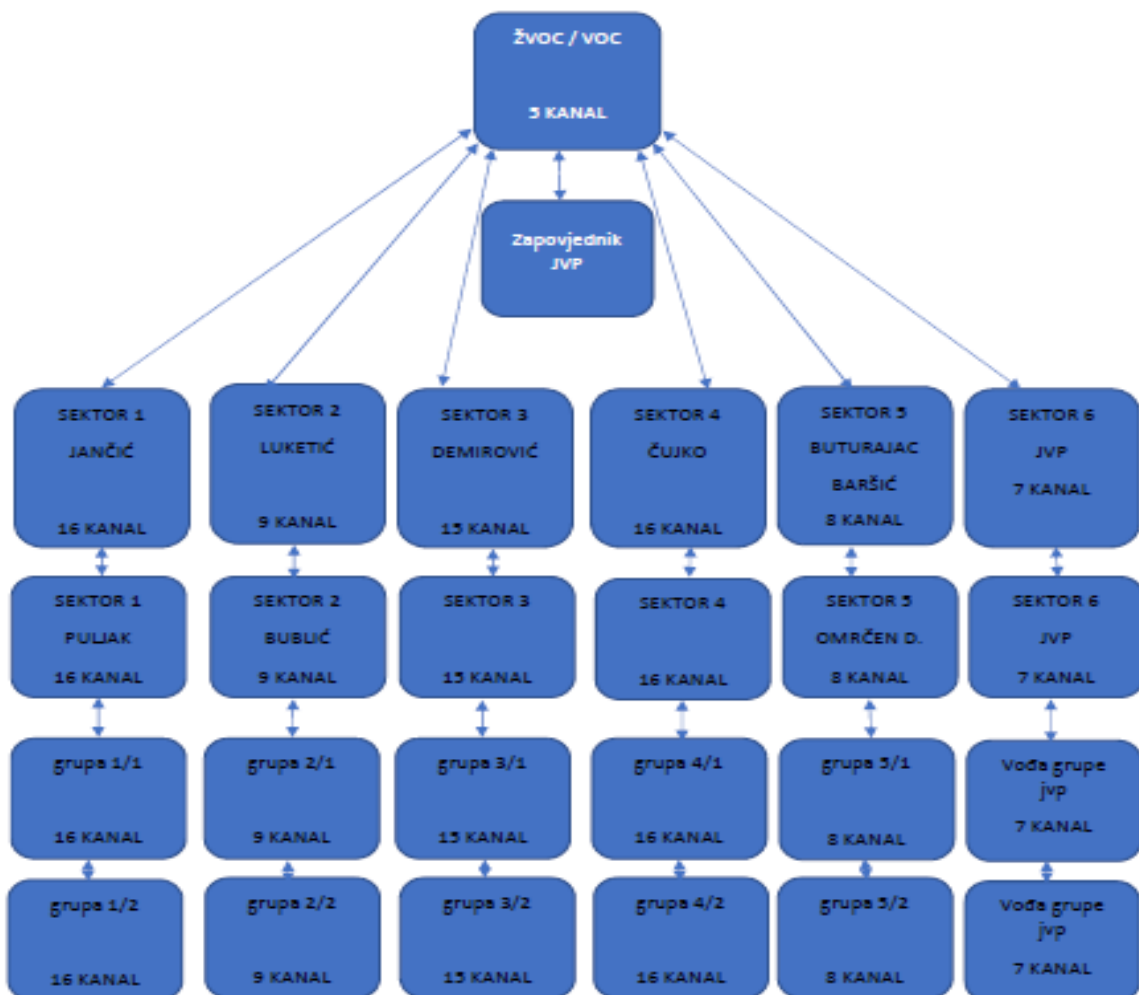 ŽVOC / VOC
5 KANAL
Zapovjednik
JVP
SEKTOR 1
JANČIĆ
16 KANAL
SEKTOR 2
LUKETIĆ
9 KANAL
SEKTOR 3
DEMIROVIĆ
15 KANAL
SEKTOR 4
ČUJKO
16 KANAL
SEKTOR 5
BUTURAJAC
BARŠIĆ
8 KANAL
SEKTOR 6
JVP
7 KANAL
SEKTOR 1
PULJAK
16 KANAL
SEKTOR 2
BUBLIĆ
9 KANAL
SEKTOR 3
15 KANAL
SEKTOR 4
16 KANAL
SEKTOR 5
OMRČEN D.
8 KANAL
SEKTOR 6
JVP
7 KANAL
grupa 1/1
16 KANAL
grupa 2/1
9 KANAL
grupa 3/1
15 KANAL
grupa 4/1
16 KANAL
grupa 5/1
8 KANAL
Vođa grupe
jvp
7 KANAL
grupa 1/2
16 KANAL
grupa 2/2
9 KANAL
grupa 3/2
15 KANAL
grupa 4/2
16 KANAL
grupa 5/2
8 KANAL
Vođa grupe
jvp
7 KANAL